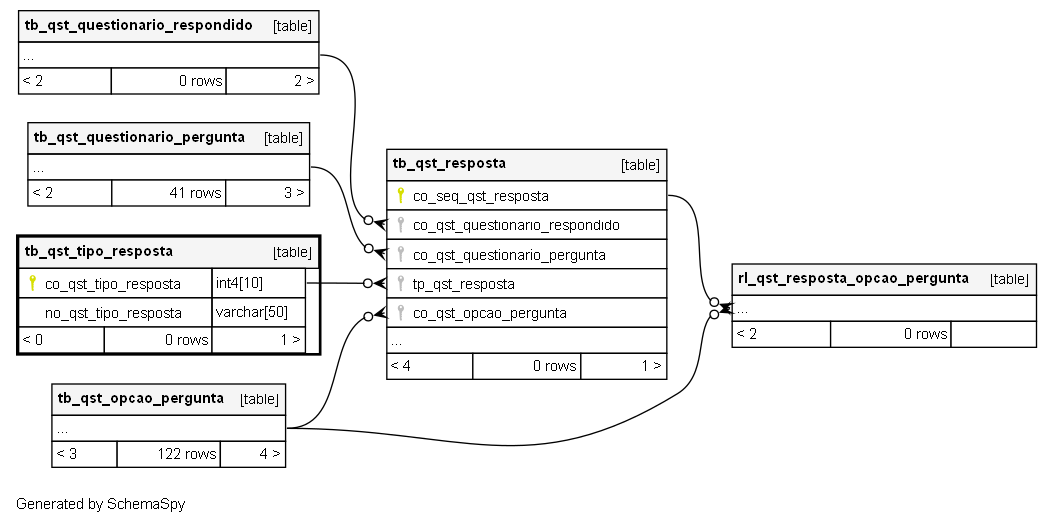 tb_qst_questionario_respondido [table]
...
< 2 0 rows 2 >
tb_qst_questionario_pergunta [table]
...
< 2 41 rows 3 >
tb_qst_tipo_resposta [table]
co_qst_tipo_resposta int4[10]
no_qst_tipo_resposta varchar[50]
< 0 0 rows 1 >
tb_qst_opcao_pergunta [table]
...
< 3 122 rows 4 >
tb_qst_resposta [table]
co_seq_qst_resposta
co_qst_questionario_respondido
co_qst_questionario_pergunta
tp_qst_resposta
co_qst_opcao_pergunta
...
< 4 0 rows 1 >
rl_qst_resposta_opcao_pergunta [table]
...
< 2 0 rows
Generated by SchemaSpy